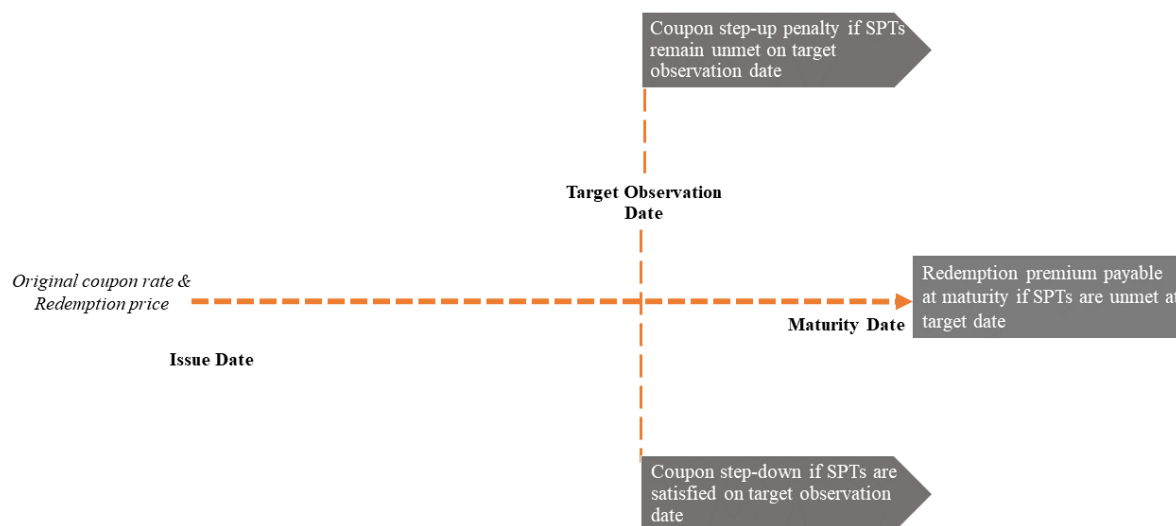 Coupon step-up penalty if SPTs
remain unmet on target
observation date
Target Observation
Date
Original coupon rate &
Redemption price
Redemption premium payable
at maturity if SPTs are unmet at
target date
Maturity Date
Issue Date
Coupon step-down if SPTs are
satisfied on target observation
date